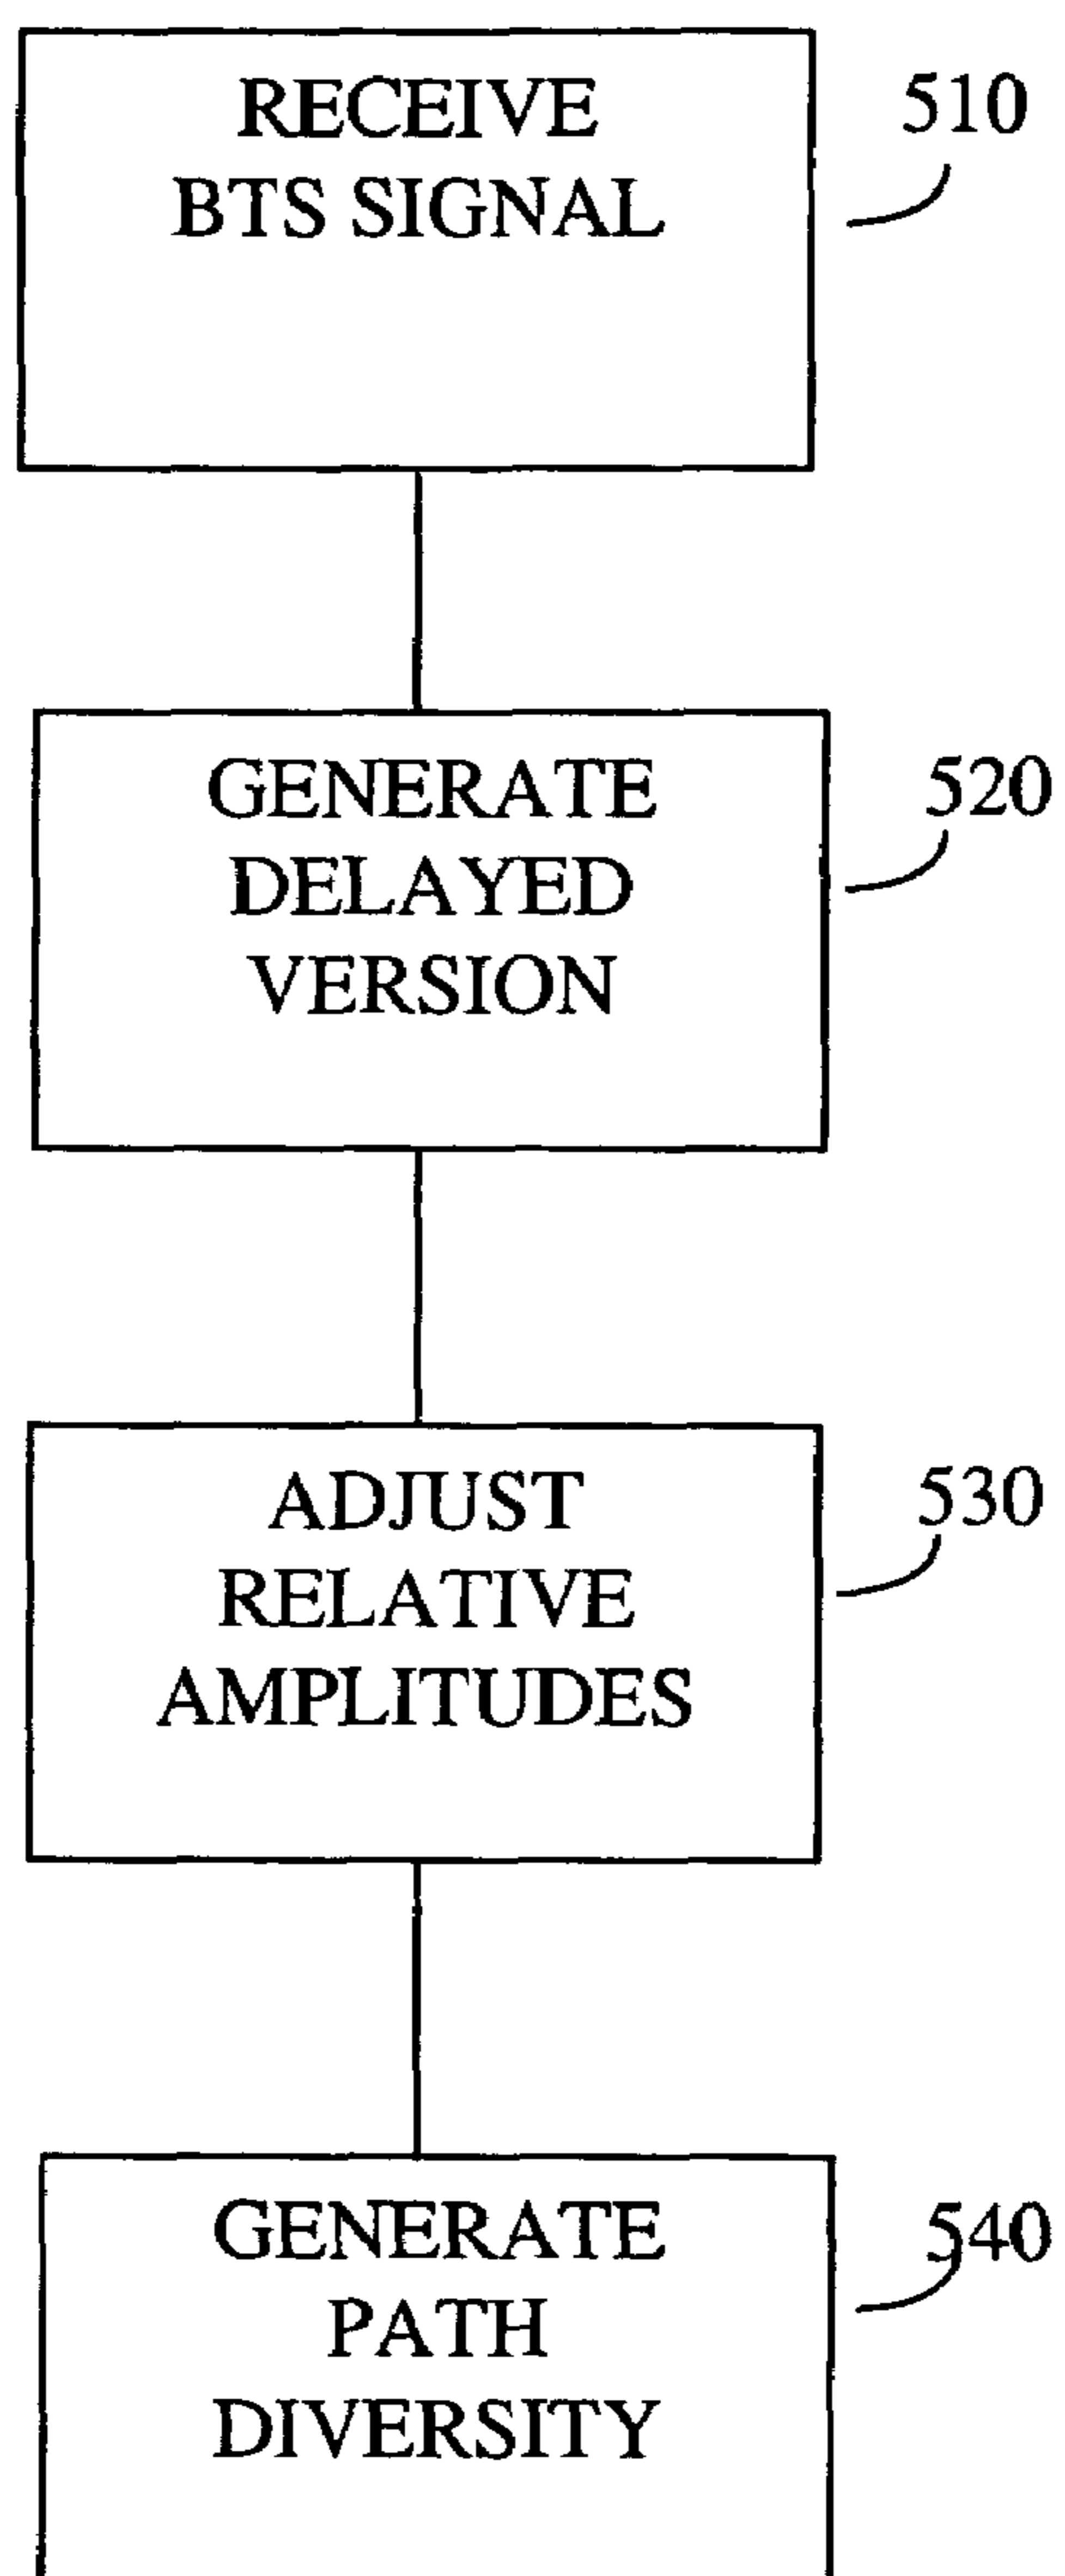 RECEIVE
BTS SIGNAL
510
GENERATE
DELAYED
VERSION
520
ADJUST
RELATIVE
AMPLITUDES
530
GENERATE
PATH
DIVERSITY
540